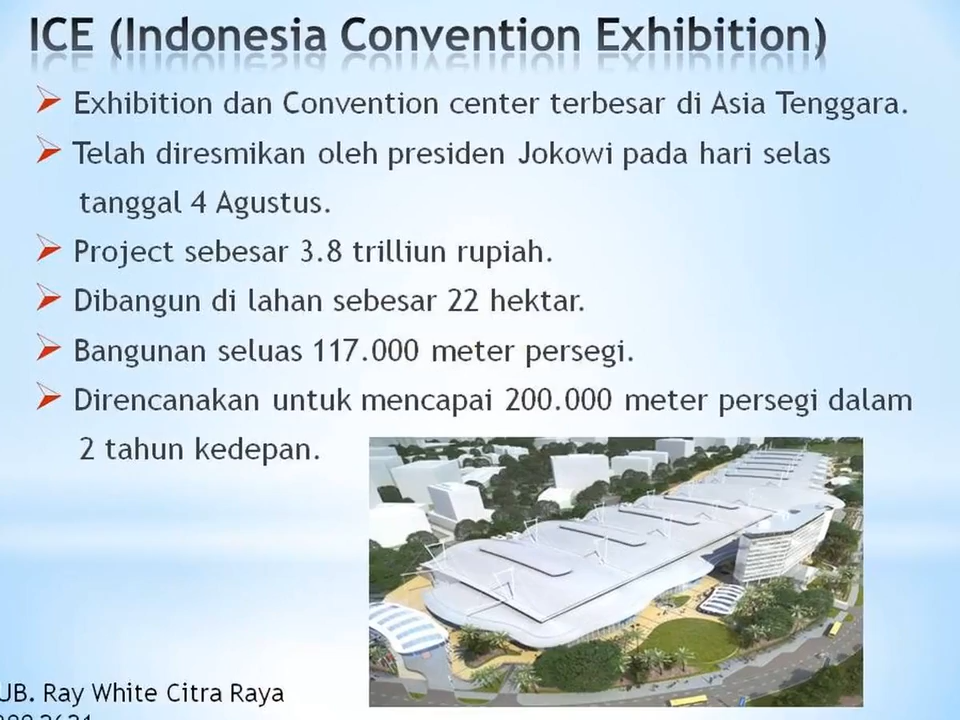 ICE (Indonesia Convention Exhibition)
Exhibition dan Convention center terbesar di Asia Tenggara.
Telah diresmikan oleh presiden Jokowi pada hari selas
tanggal 4 Agustus.
Project sebesar 3.8 trilliun rupiah.
Dibangun di lahan sebesar 22 hektar.
Bangunan seluas 117.000 meter persegi.
Direncanakan untuk mencapai 200.000 meter persegi dalam
2 tahun kedepan.
UB. Ray White Citra Raya